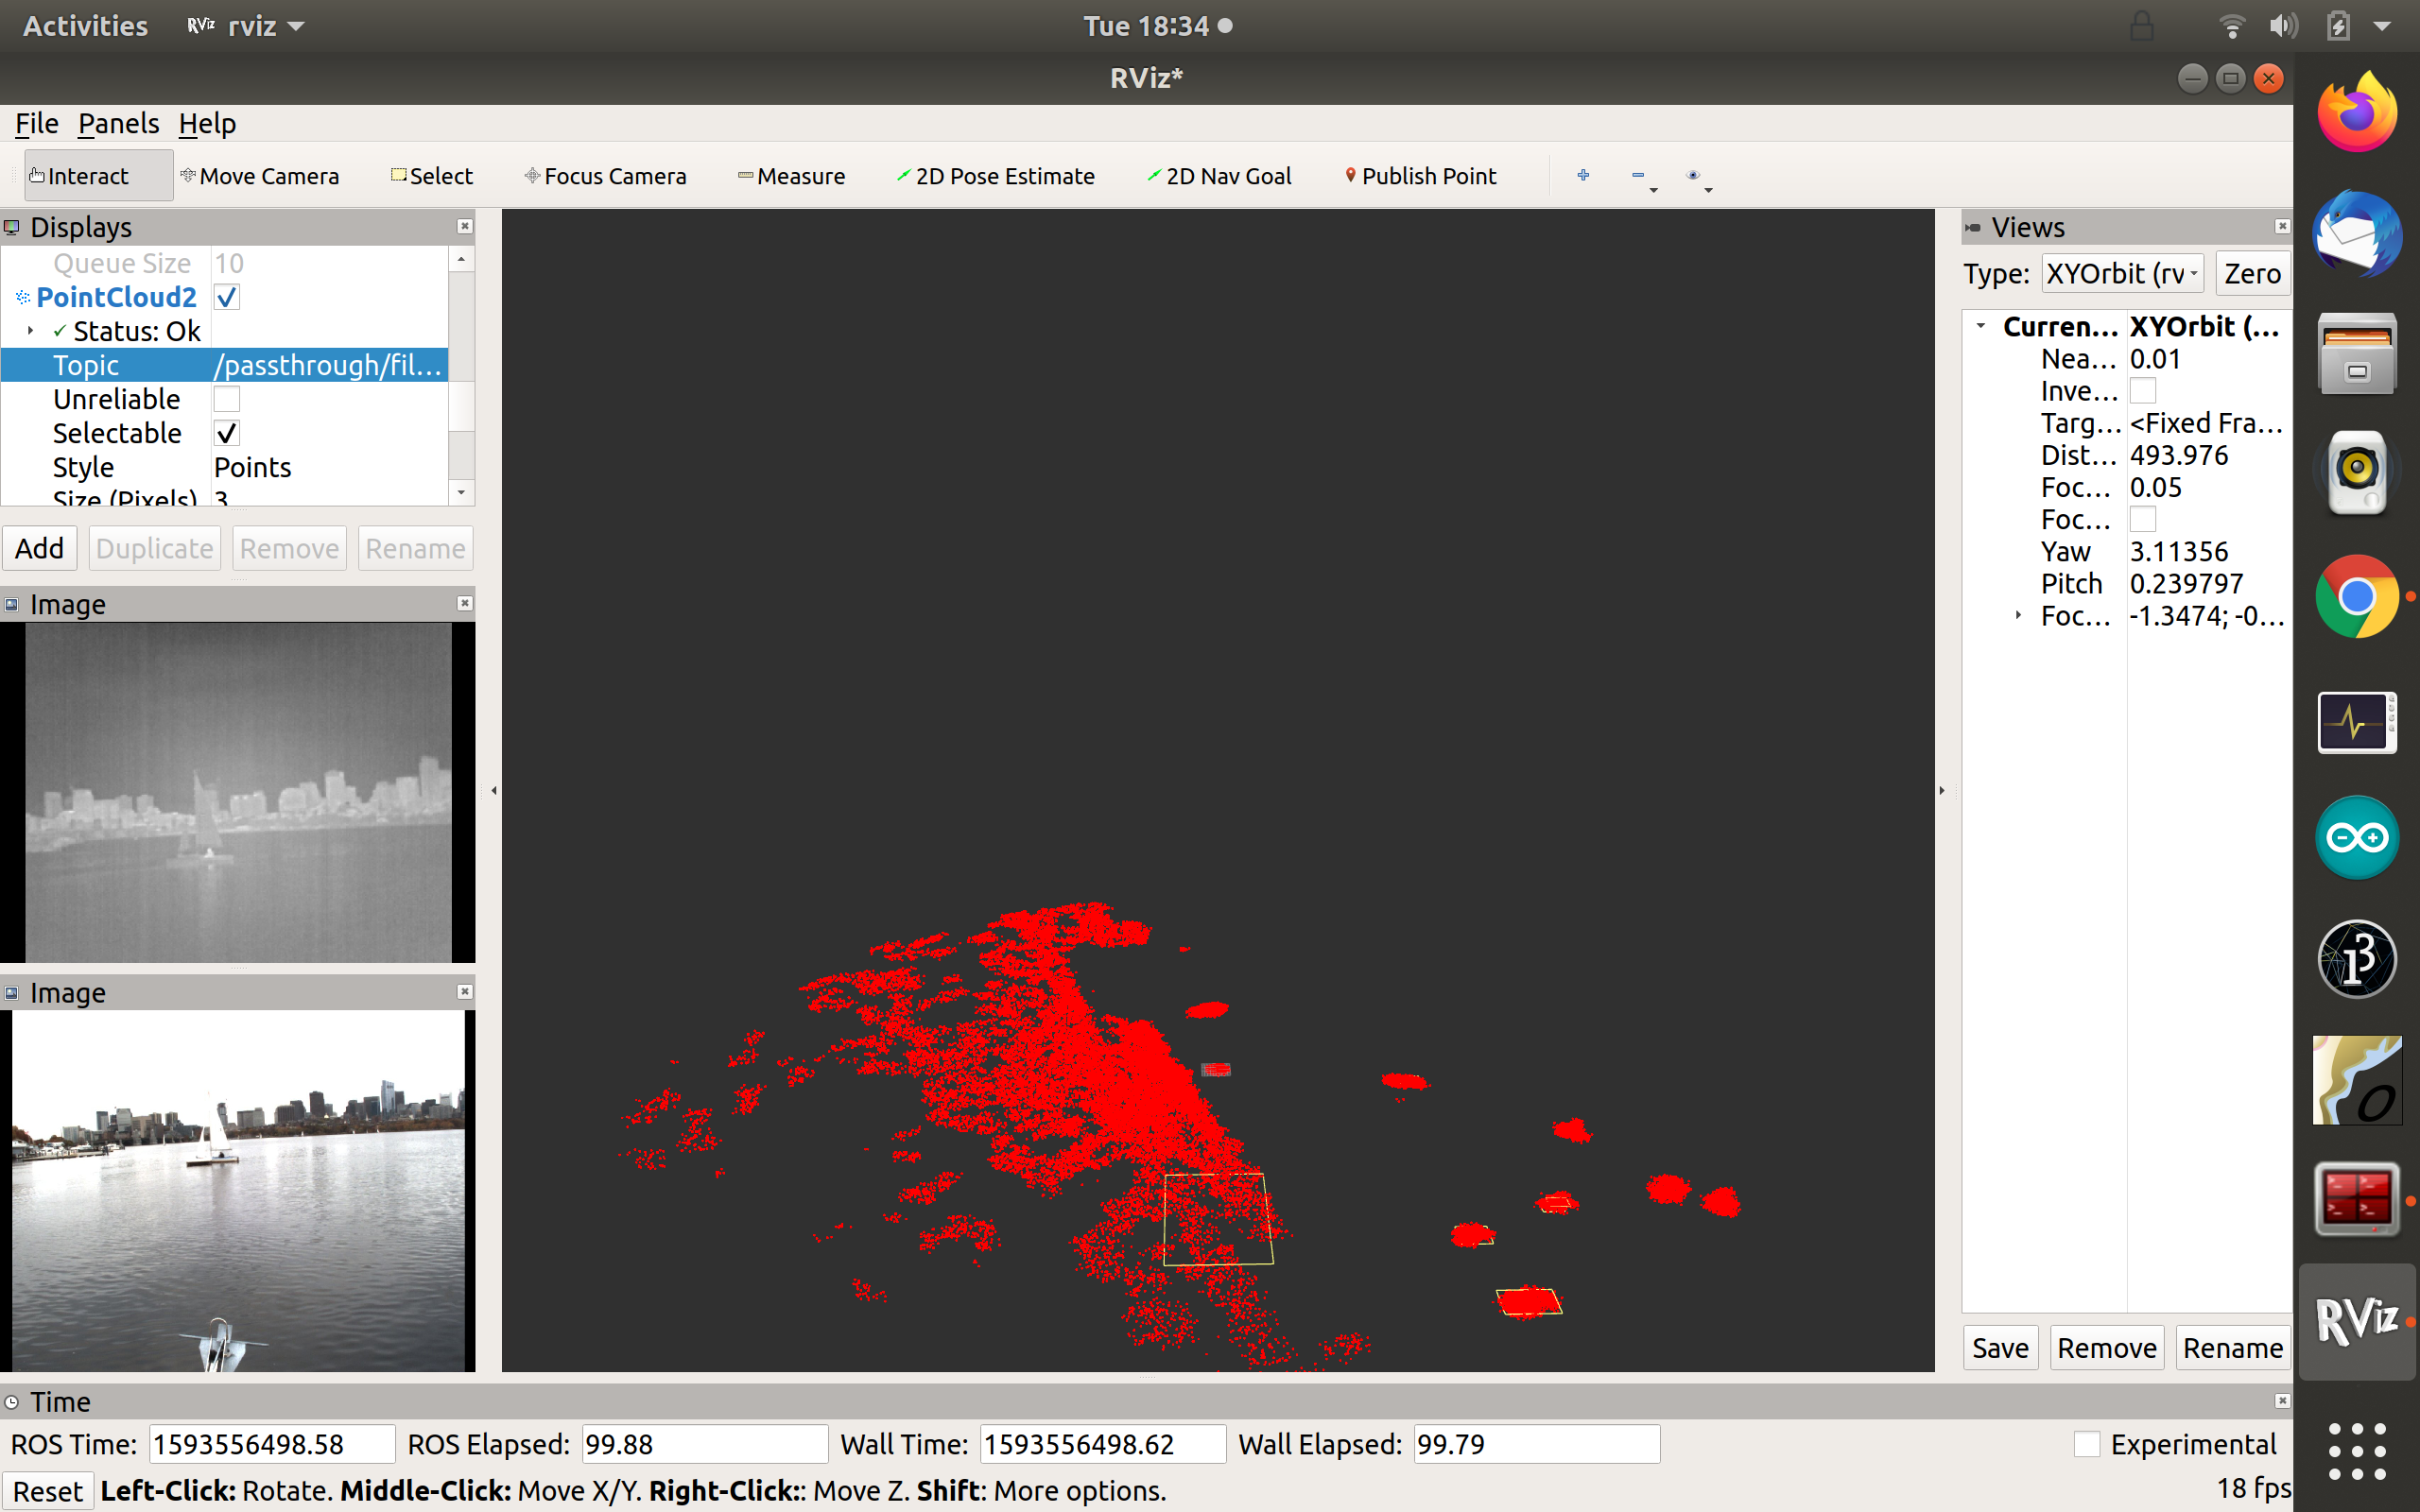 Activities RViz rviz Tue 18:34
RViz*
File Panels Help
Interact Move Camera Select Focus Camera Measure 2D Pose Estimate 2D Nav Goal Publish Point
Displays
Queue Size 10
PointCloud2
Status: Ok
Topic /passthrough/fil...
Unreliable
Selectable
Style Points
Size (Pixels) 3
Add Duplicate Remove Rename
Image
Image
Views
Type: XYOrbit (rv Zero
Curren... XYOrbit (...
Nea... 0.01
Inve...
Targ... <Fixed Fra...
Dist... 493.976
Foc... 0.05
Foc...
Yaw 3.11356
Pitch 0.239797
Foc... -1.3474; -0...
Save Remove Rename
i3
O
RViz
Time
ROS Time: 1593556498.58 ROS Elapsed: 99.88 Wall Time: 1593556498.62 Wall Elapsed: 99.79 Experimental
Reset Left-Click: Rotate. Middle-Click: Move X/Y. Right-Click:: Move Z. Shift: More options. 18 fps